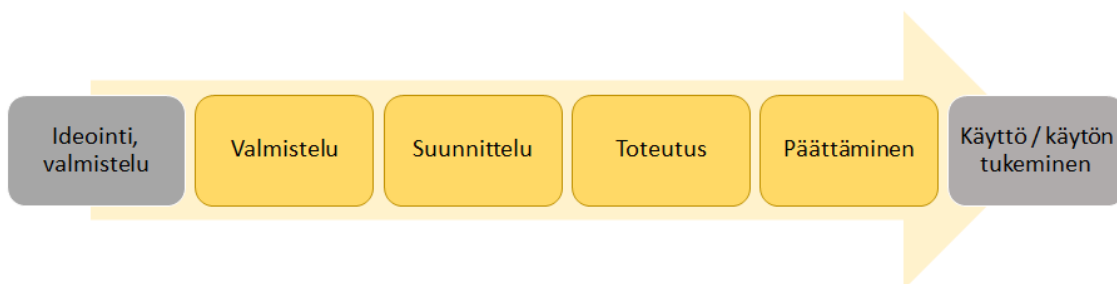 Ideointi,
valmistelu
Valmistelu
Suunnittelu
Toteutus
Päättäminen
Käyttö / käytön
tukeminen